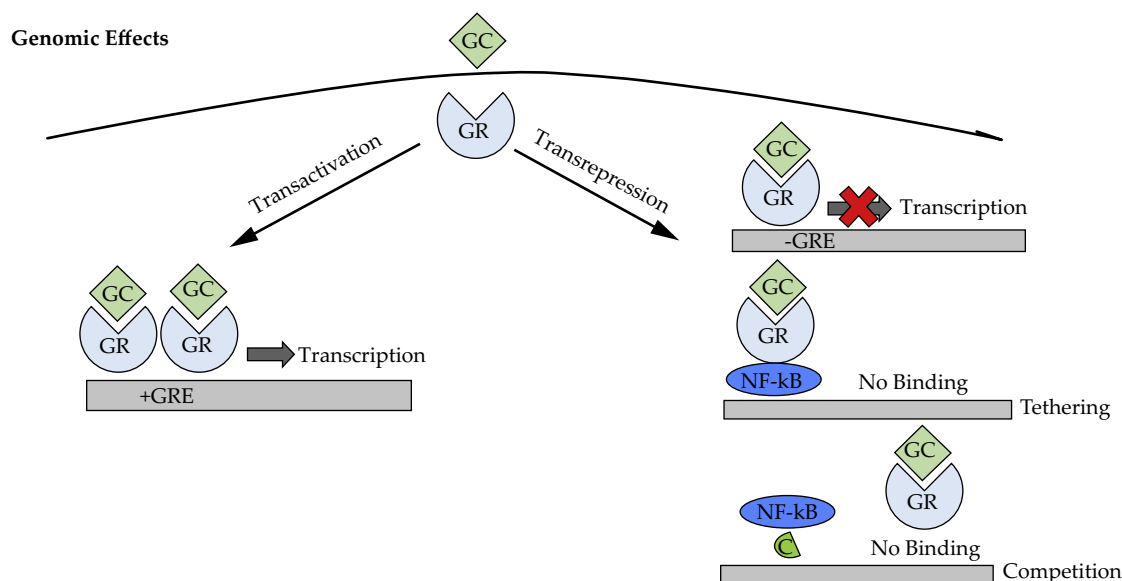 Genomic Effects
GC
GR
Transactivation
Transrepression
GC
GR
Transcription
-GRE
GC
GC
GR
GR
Transcription
+GRE
GC
GR
NF-kB
No Binding
Tethering
GC
GR
NF-kB
C
No Binding
Competition